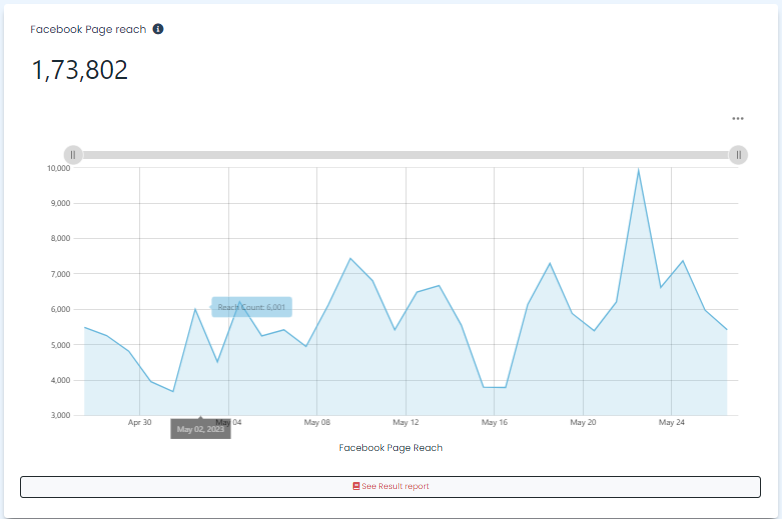 Facebook Page reach
1,73,802
10,000
9,000
8,000
7,000
6,000
5,000
4,000
3,000
Reach Count: 6,001
Apr 30
May 04
May 08
May 12
May 16
May 20
May 24
May 02, 2023
Facebook Page Reach
See Result report